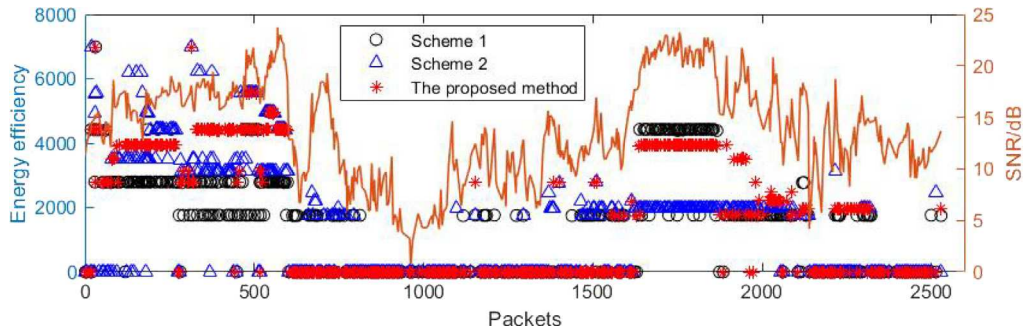 8000
6000
4000
2000
0
Energy efficiency
Scheme 1
Scheme 2
The proposed method
25
20
15
10
5
0
SNR/dB
0 500 1000 1500 2000 2500
Packets